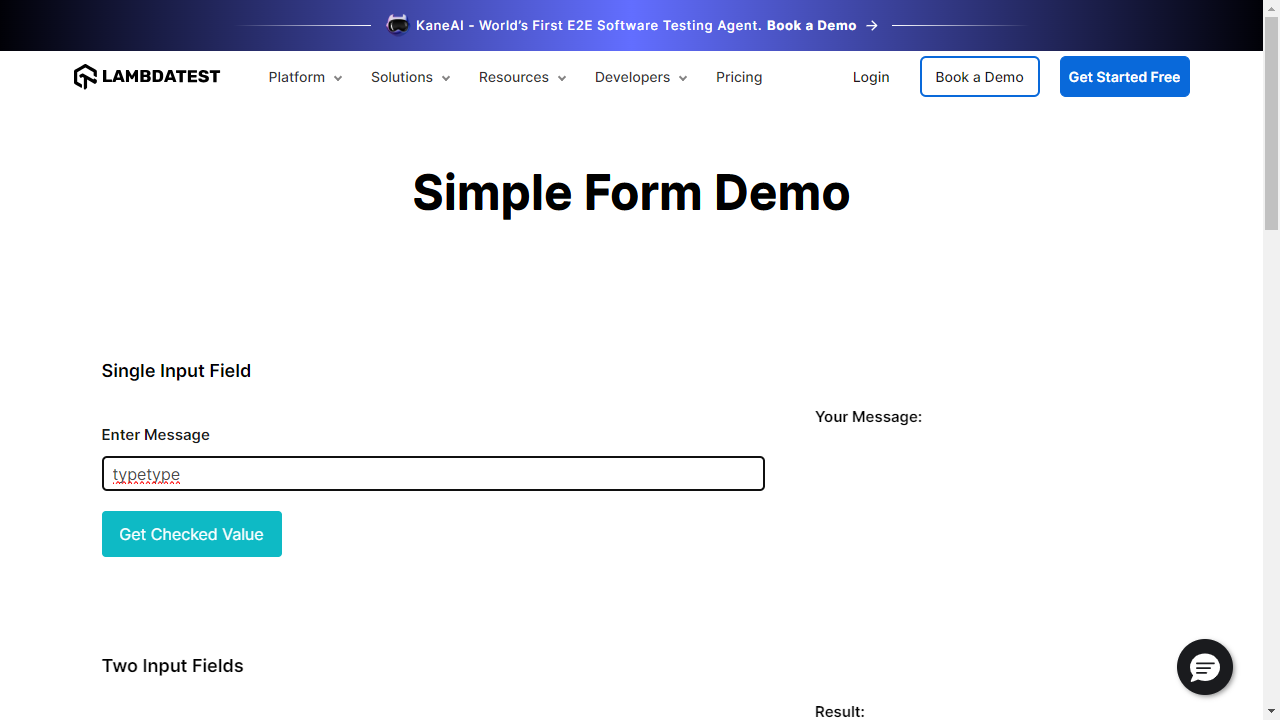 KaneAI - World's First E2E Software Testing Agent. Book a Demo →
LAMBDATEST Platform Solutions Resources Developers Pricing Login Book a Demo Get Started Free
Simple Form Demo
Single Input Field
Your Message:
Enter Message
typetype
Get Checked Value
Two Input Fields
Result: